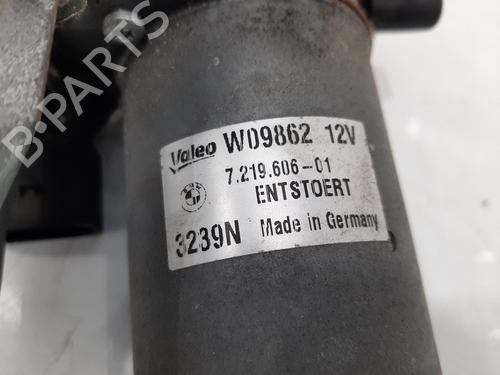 Valeo W09862 12V
7.219.606-01
ENTSTOERT
3239N Made in Germany
B-PARTS